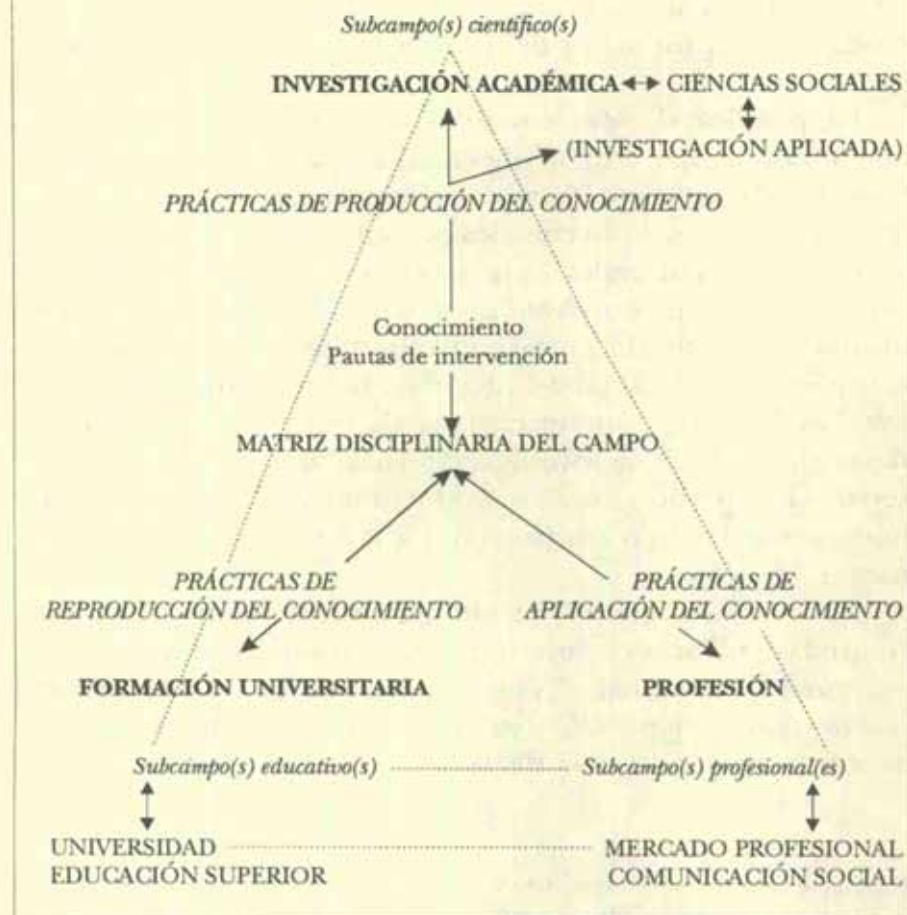 Subcampo(s) científico(s)
INVESTIGACIÓN ACADÉMICA ↔ CIENCIAS SOCIALES
(INVESTIGACIÓN APLICADA)
PRÁCTICAS DE PRODUCCIÓN DEL CONOCIMIENTO
Conocimiento
Pautas de intervención
MATRIZ DISCIPLINARIA DEL CAMPO
PRÁCTICAS DE
REPRODUCCIÓN DEL CONOCIMIENTO
PRÁCTICAS DE
APLICACIÓN DEL CONOCIMIENTO
FORMACIÓN UNIVERSITARIA
PROFESIÓN
Subcampo(s) educativo(s)
Subcampo(s) profesional(es)
UNIVERSIDAD
EDUCACIÓN SUPERIOR
MERCADO PROFESIONAL
COMUNICACIÓN SOCIAL